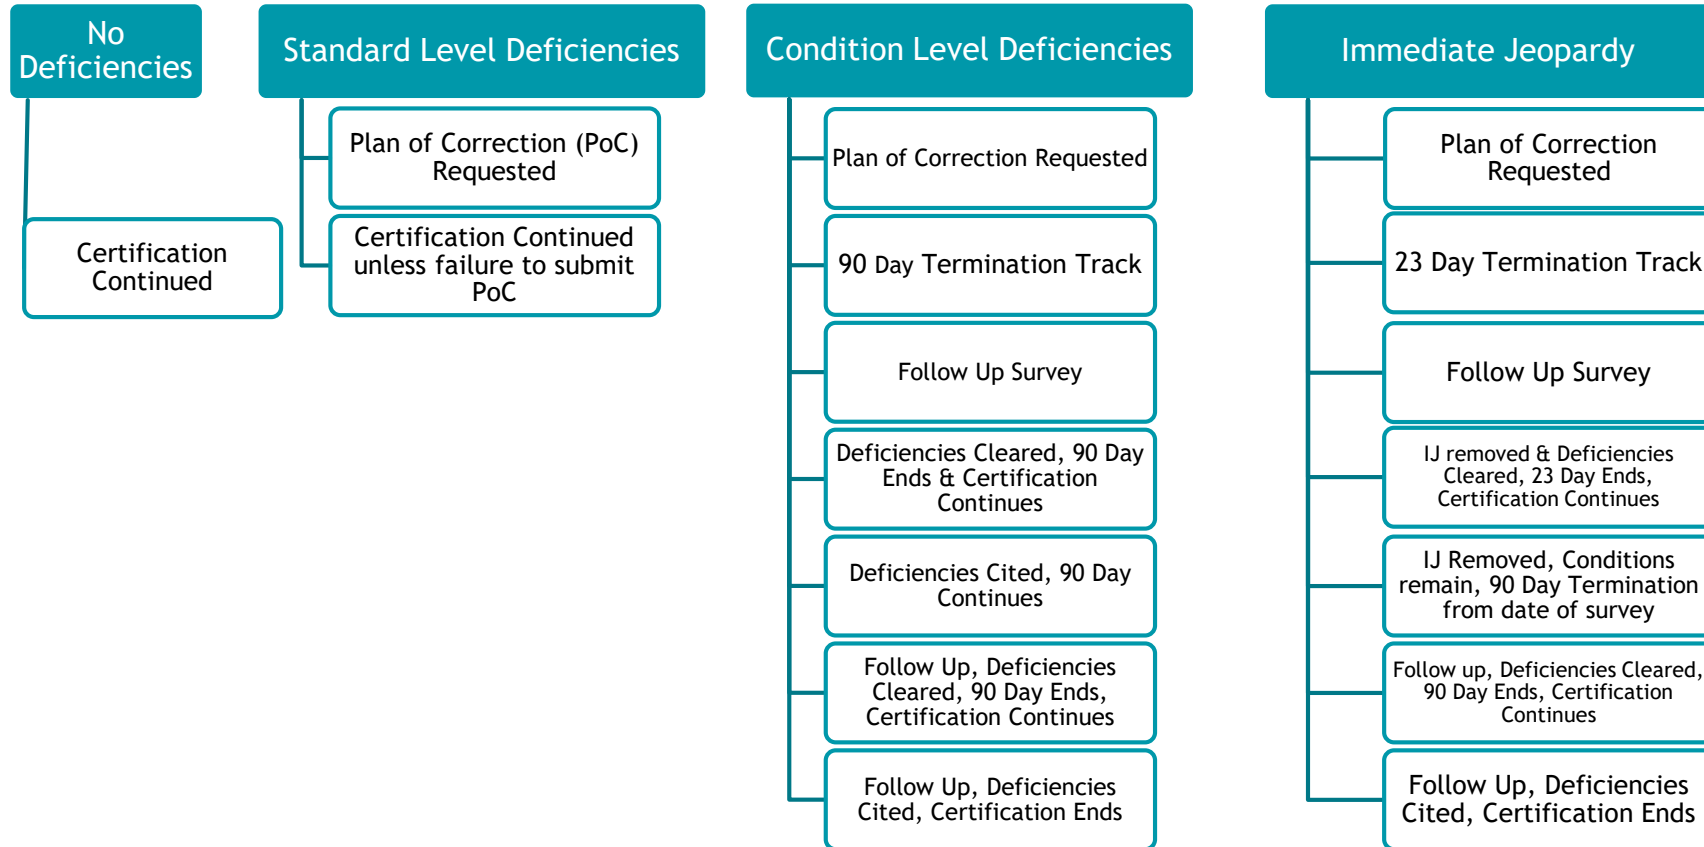 No
Deficiencies
Certification
Continued
Standard Level Deficiencies
Plan of Correction (PoC)
Requested
Certification Continued
unless failure to submit
PoC
Condition Level Deficiencies
Plan of Correction Requested
90 Day Termination Track
Follow Up Survey
Deficiencies Cleared, 90 Day
Ends & Certification
Continues
Deficiencies Cited, 90 Day
Continues
Follow Up, Deficiencies
Cleared, 90 Day Ends,
Certification Continues
Follow Up, Deficiencies
Cited, Certification Ends
Immediate Jeopardy
Plan of Correction
Requested
23 Day Termination Track
Follow Up Survey
IJ removed & Deficiencies
Cleared, 23 Day Ends,
Certification Continues
IJ Removed, Conditions
remain, 90 Day Termination
from date of survey
Follow up, Deficiencies Cleared,
90 Day Ends, Certification
Continues
Follow Up, Deficiencies
Cited, Certification Ends